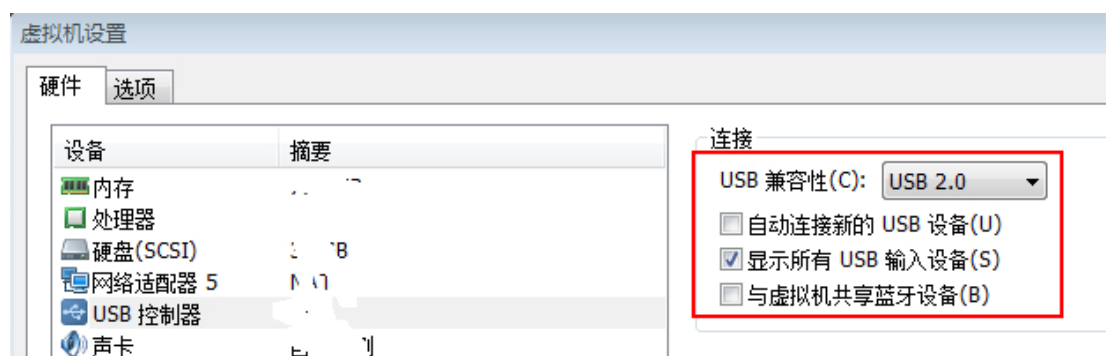 虚拟机设置
硬件 选项
设备 摘要
内存
处理器
硬盘(SCSI)
网络适配器 5
USB 控制器
声卡
连接
USB 兼容性(C): USB 2.0
自动连接新的 USB 设备(U)
显示所有 USB 输入设备(S)
与虚拟机共享蓝牙设备(B)